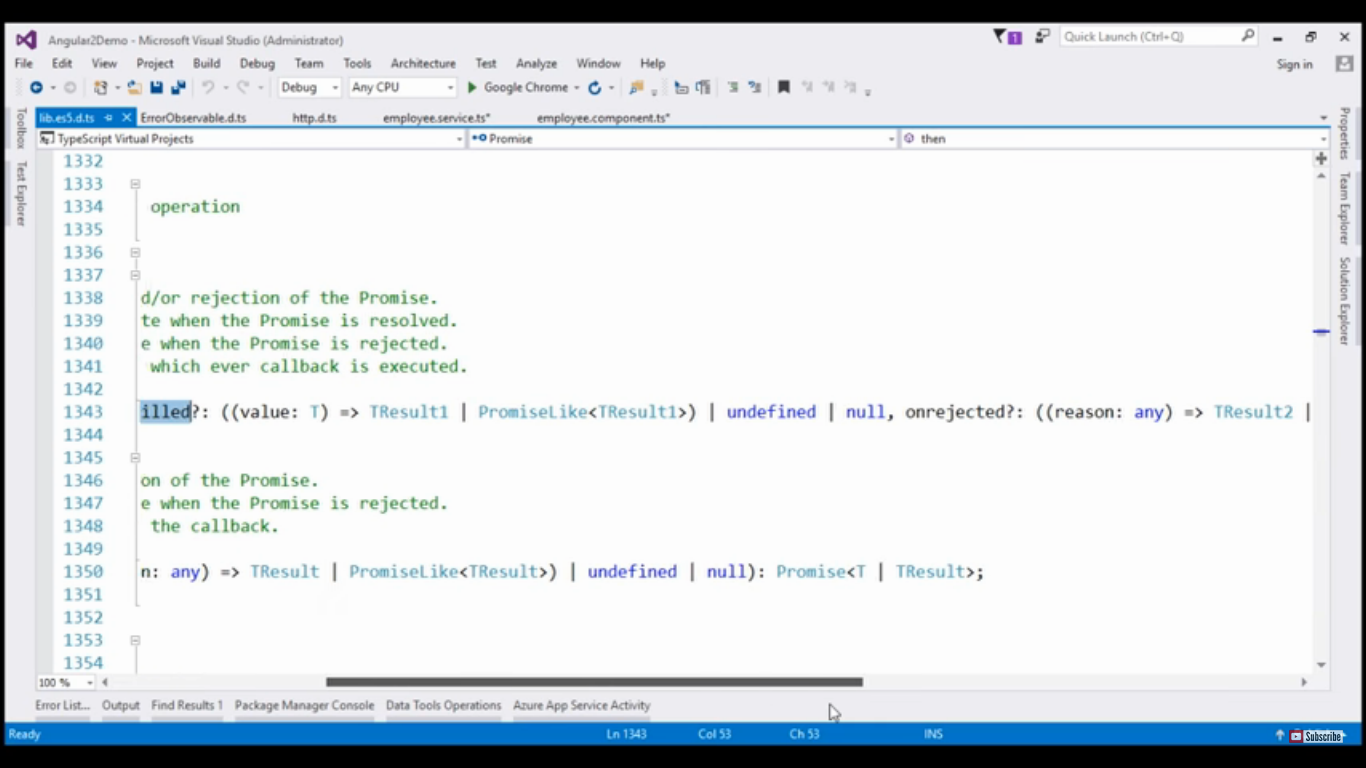 Angular2Demo - Microsoft Visual Studio (Administrator)
1
Quick Launch (Ctrl+Q)
File Edit View Project Build Debug Team Tools Architecture Test Analyze Window Help
Sign in
Debug Any CPU Google Chrome
lib.es5.d.ts ErrorObservable.d.ts http.d.ts employee.service.ts* employee.component.ts*
TypeScript Virtual Projects Promise then
Toolbox
Test Explorer
Properties
Team Explorer
Solution Explorer
1332
1333
1334 operation
1335
1336
1337
1338 d/or rejection of the Promise.
1339 te when the Promise is resolved.
1340 e when the Promise is rejected.
1341 which ever callback is executed.
1342
1343 illed?: ((value: T) => TResult1 | PromiseLike<TResult1>) | undefined | null, onrejected?: ((reason: any) => TResult2 |
1344
1345
1346 on of the Promise.
1347 e when the Promise is rejected.
1348 the callback.
1349
1350 n: any) => TResult | PromiseLike<TResult>) | undefined | null): Promise<T | TResult>;
1351
1352
1353
1354
100 %
Error List... Output Find Results 1 Package Manager Console Data Tools Operations Azure App Service Activity
Ready Ln 1343 Col 53 Ch 53 INS
Subscribe